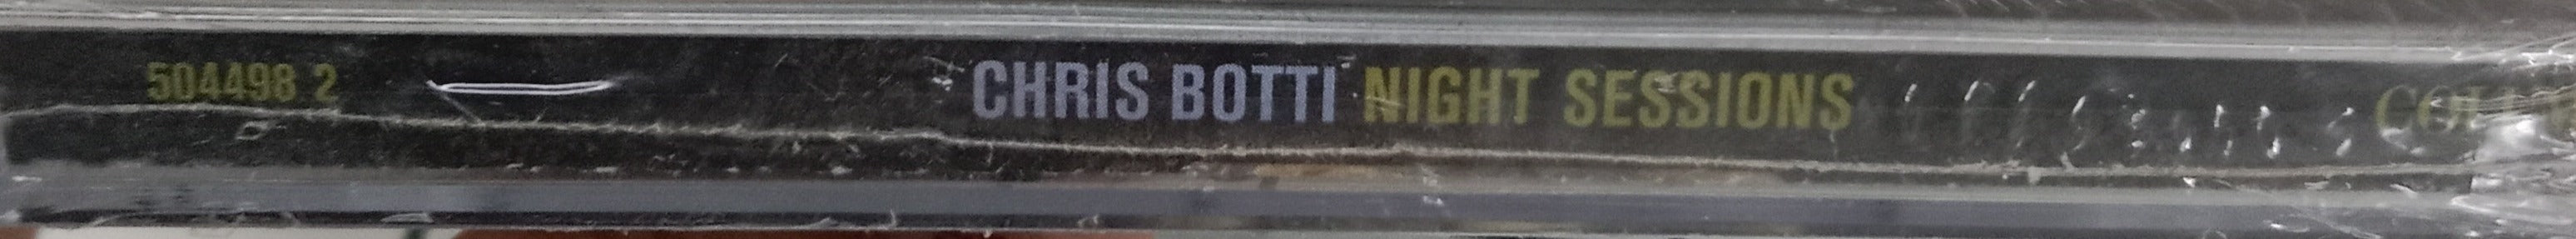 504498 2 CHRIS BOTTI NIGHT SESSIONS